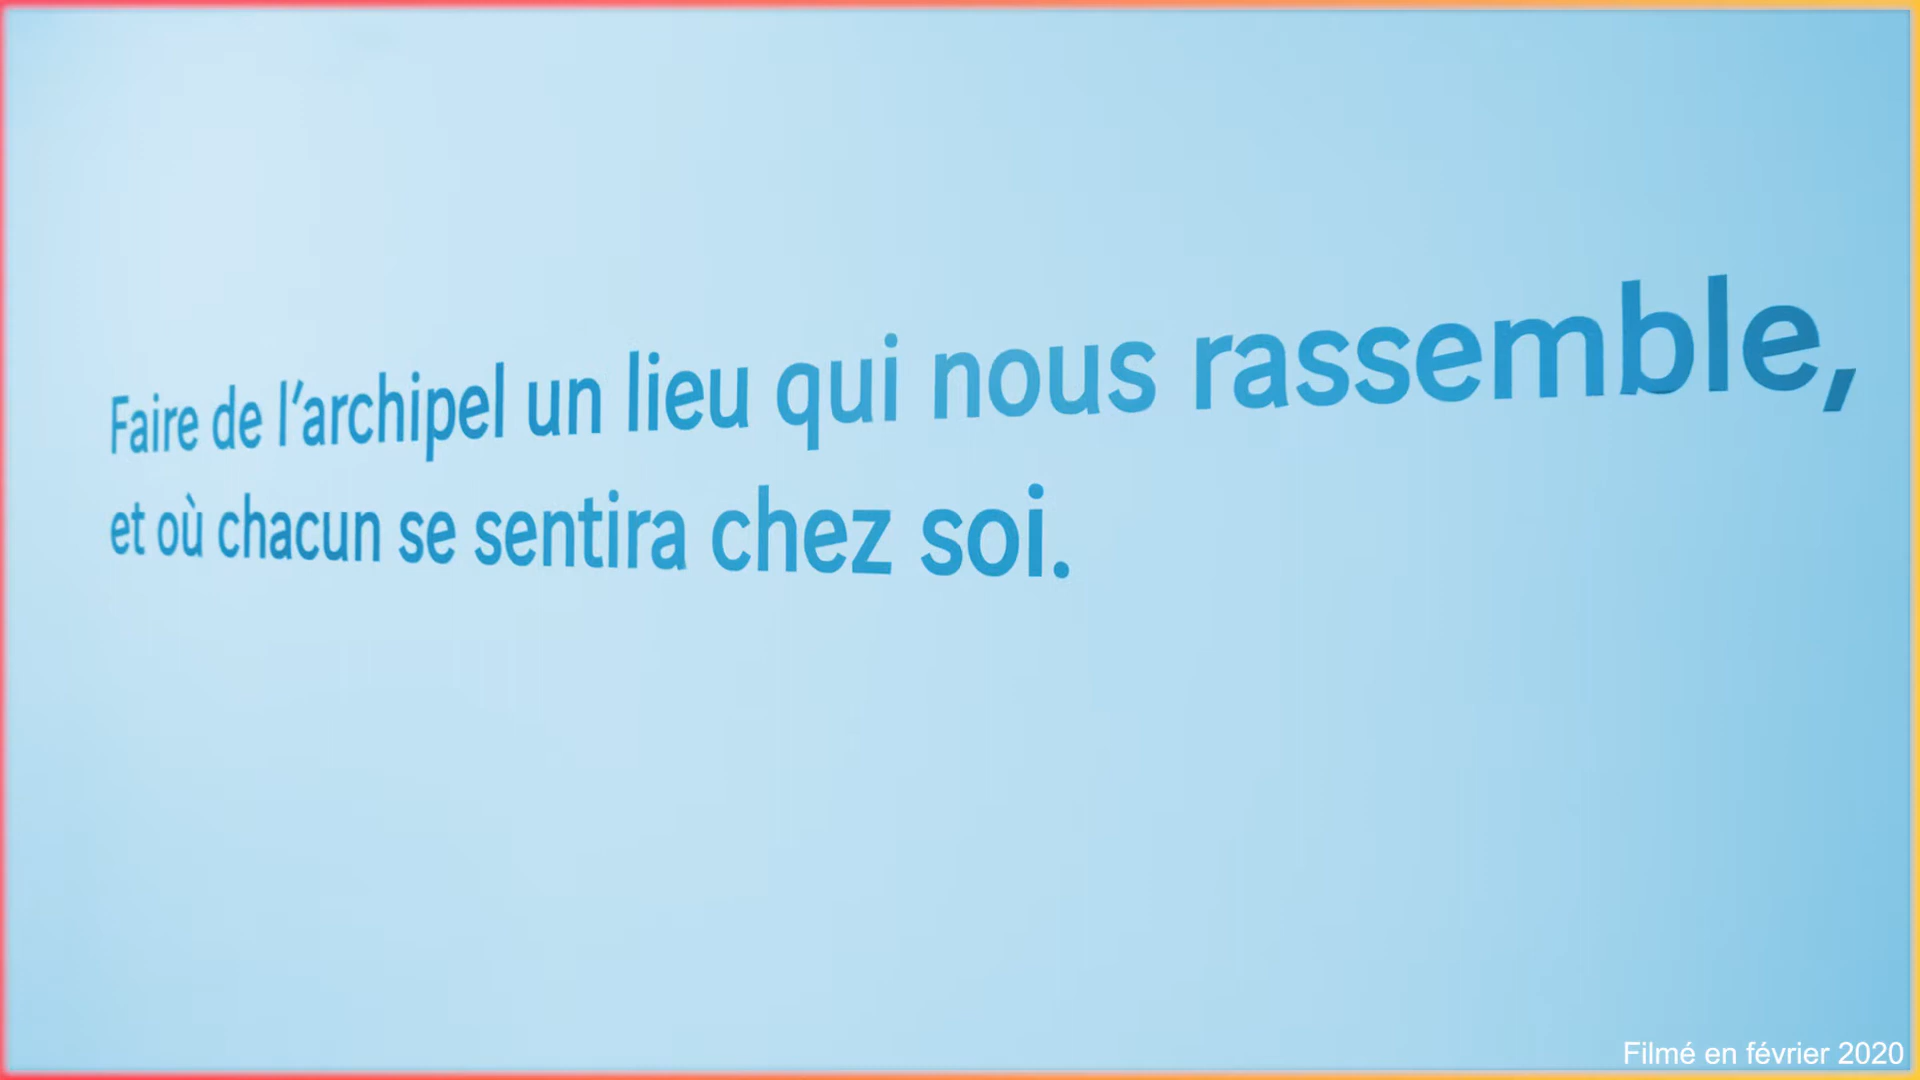 Faire de l’archipel un lieu qui nous rassemble,
et où chacun se sentira chez soi.
Filmé en février 2020